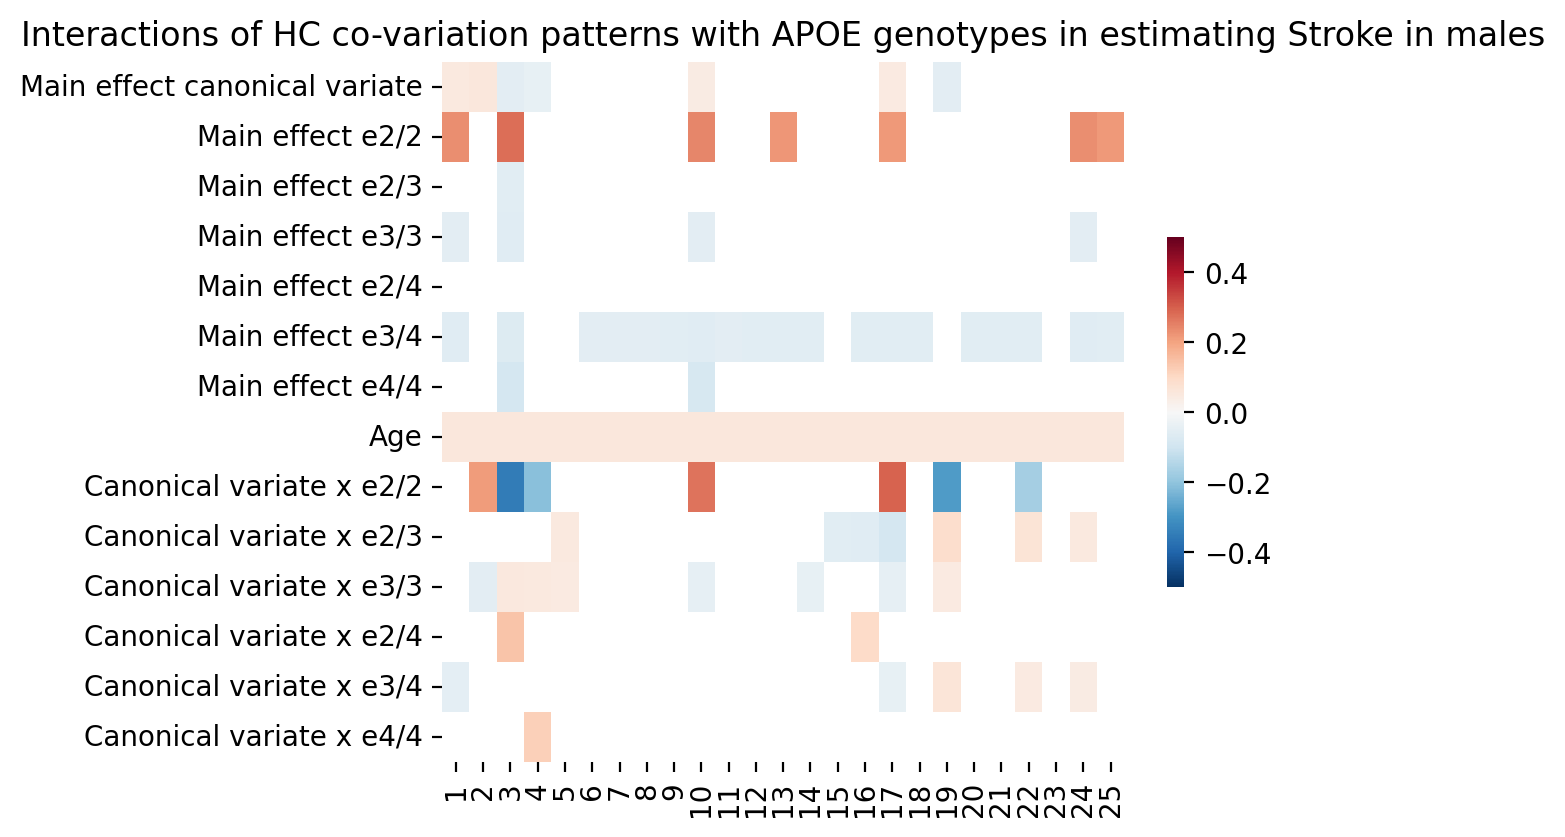 Interactions of HC co-variation patterns with APOE genotypes in estimating Stroke in males
Main effect canonical variate
Main effect e2/2
Main effect e2/3
Main effect e3/3
Main effect e2/4
Main effect e3/4
Main effect e4/4
Age
Canonical variate x e2/2
Canonical variate x e2/3
Canonical variate x e3/3
Canonical variate x e2/4
Canonical variate x e3/4
Canonical variate x e4/4
1 2 3 4 5 6 7 8 9 10 11 12 13 14 15 16 17 18 19 20 21 22 23 24 25
0.4
0.2
0.0
−0.2
−0.4